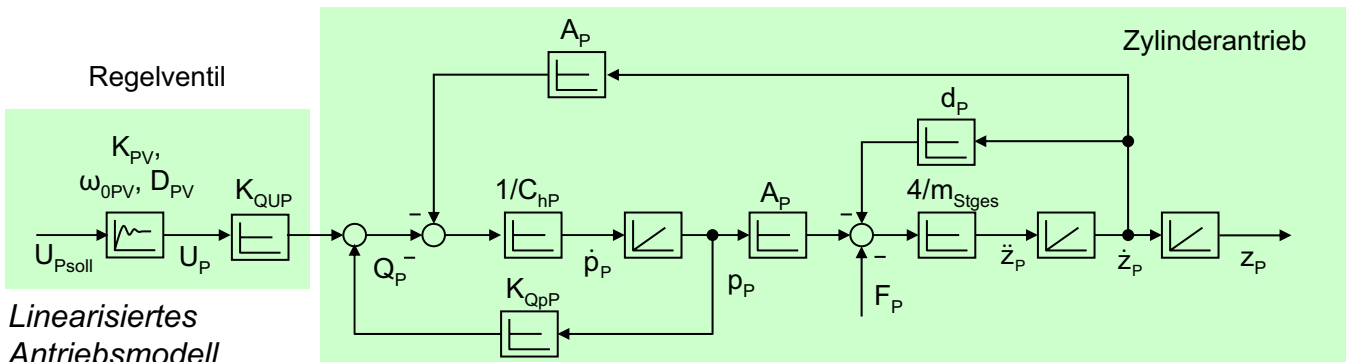 A_P
Zylinderantrieb
Regelventil
d_P
K_PV,
ω_0PV, D_PV
K_QUP
1/C_hP
A_P
4/m_Stges
−
−
−
−
U_Psoll
U_P
Q_P
ṗ_P
p_P
z̈_P
ż_P
z_P
K_QpP
F_P
Linearisiertes
Antriebsmodell